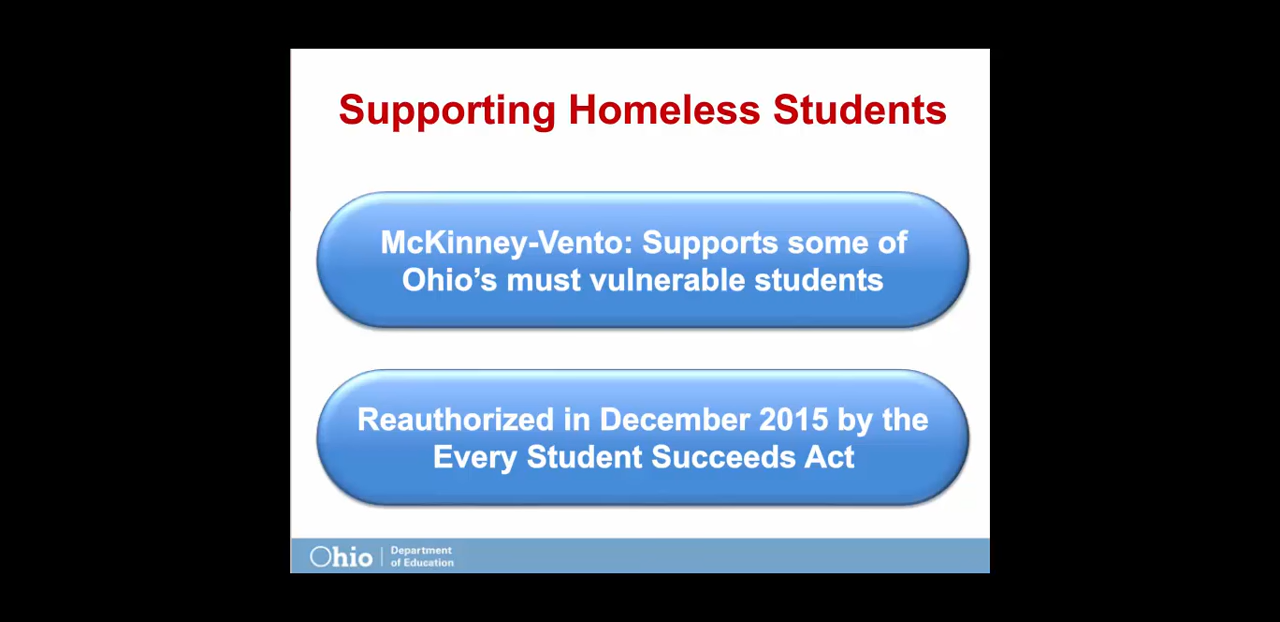 Supporting Homeless Students
McKinney-Vento: Supports some of
Ohio's must vulnerable students
Reauthorized in December 2015 by the
Every Student Succeeds Act
Ohio
Department
of Education